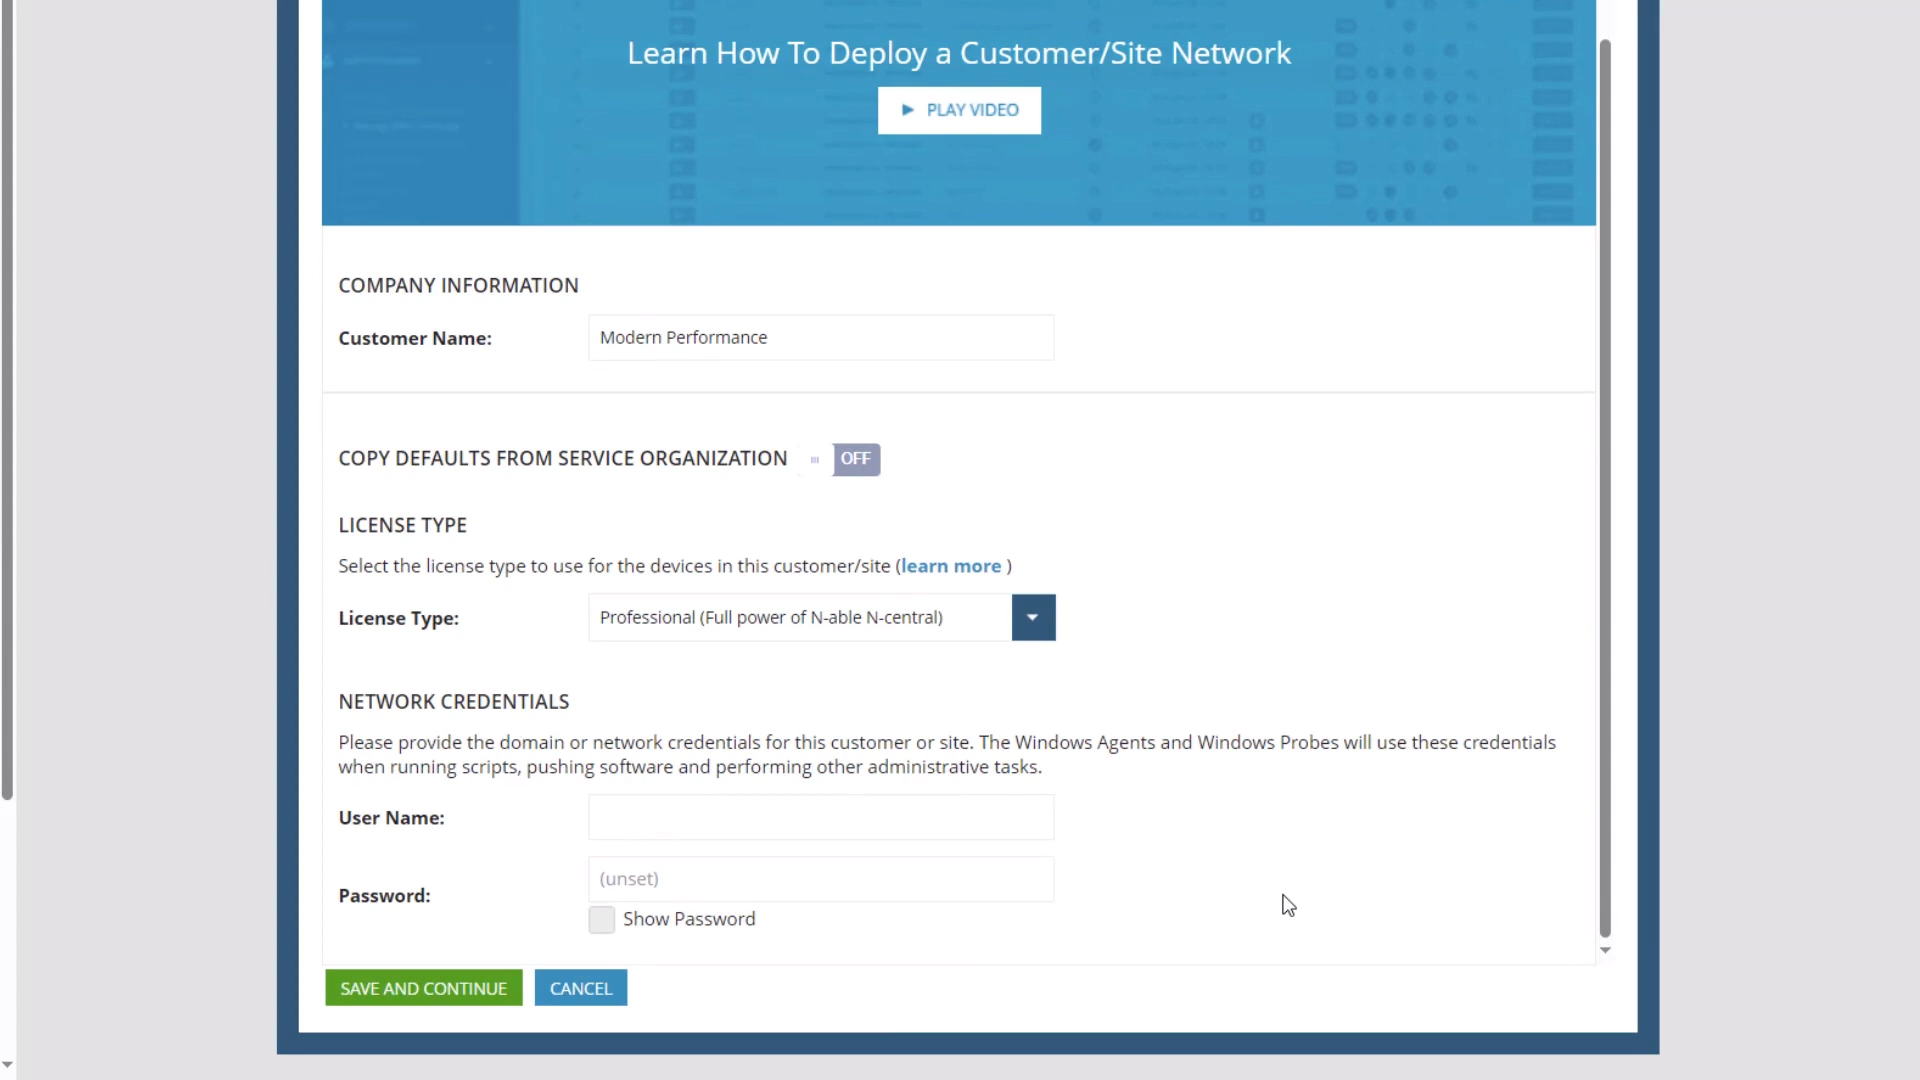 Learn How To Deploy a Customer/Site Network
PLAY VIDEO
COMPANY INFORMATION
Customer Name:
Modern Performance
COPY DEFAULTS FROM SERVICE ORGANIZATION
OFF
LICENSE TYPE
Select the license type to use for the devices in this customer/site (learn more )
License Type:
Professional (Full power of N-able N-central)
NETWORK CREDENTIALS
Please provide the domain or network credentials for this customer or site. The Windows Agents and Windows Probes will use these credentials
when running scripts, pushing software and performing other administrative tasks.
User Name:
Password:
(unset)
Show Password
SAVE AND CONTINUE
CANCEL